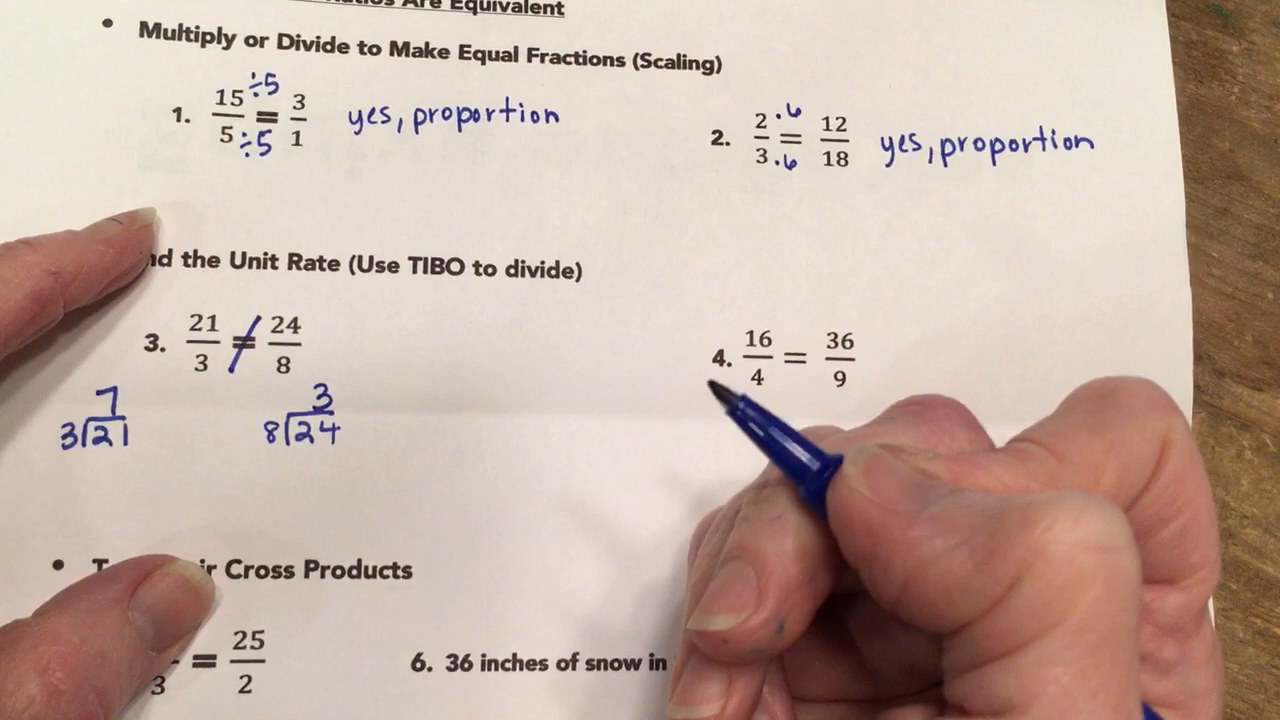 Are Equivalent
• Multiply or Divide to Make Equal Fractions (Scaling)
1. 15/5 ÷5 ÷5 = 3/1 yes, proportion
2. 2/3 ·6 ·6 = 12/18 yes, proportion
the Unit Rate (Use TIBO to divide)
3. 21/3 ≠ 24/8
4. 16/4 = 36/9
7 3
3)21 8)24
• Cross Products
3 = 25/2
6. 36 inches of snow in